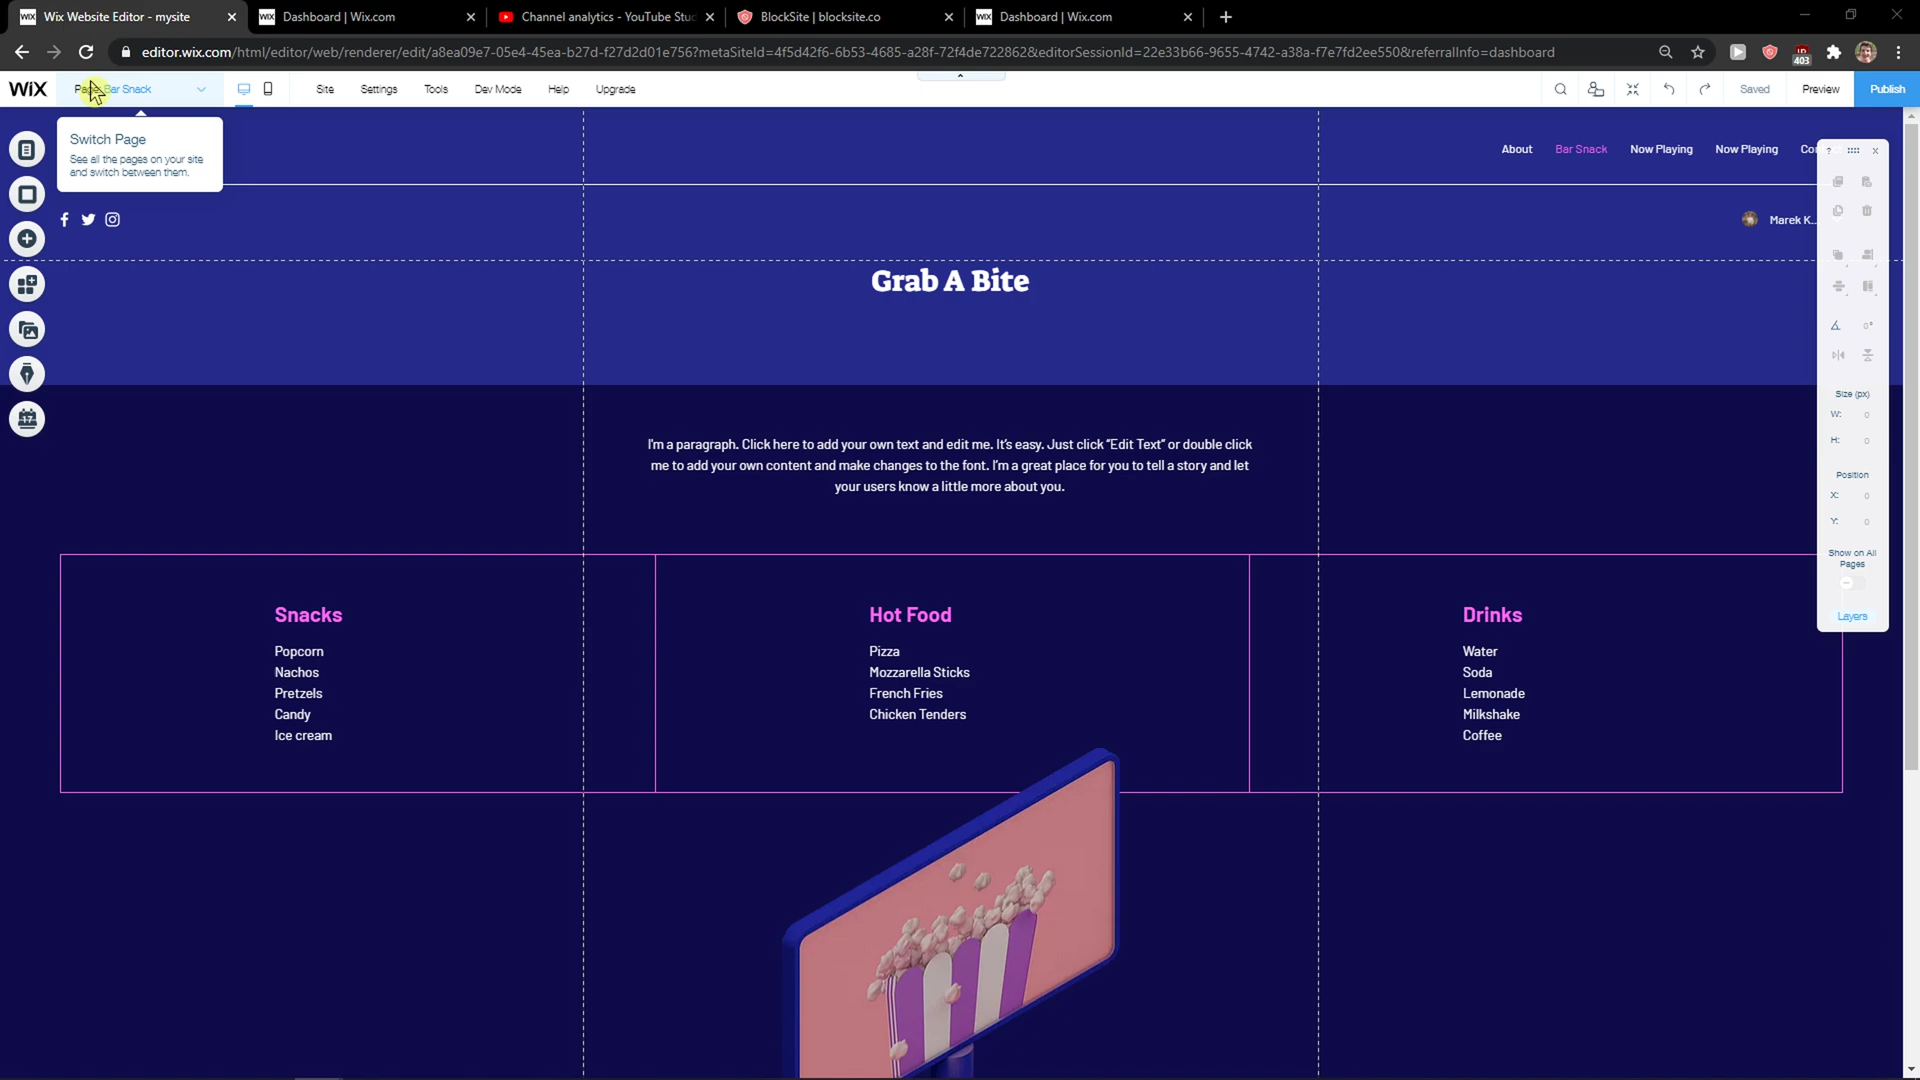 Wix Website Editor - mysite
Dashboard | Wix.com
Channel analytics - YouTube Stud
BlockSite | blocksite.co
Dashboard | Wix.com
editor.wix.com/html/editor/web/renderer/edit/a8ea09e7-05e4-45ea-b27d-f27d2d01e756?metaSiteId=4f5d42f6-6b53-4685-a28f-72f4de722862&editorSessionId=22e33b66-9655-4742-a38a-f7e7fd2ee550&referralInfo=dashboard
403
WIX
Page: Bar Snack
Site
Settings
Tools
Dev Mode
Help
Upgrade
Saved
Preview
Publish
Switch Page
See all the pages on your site
and switch between them.
About
Bar Snack
Now Playing
Now Playing
Marek K...
Grab A Bite
I'm a paragraph. Click here to add your own text and edit me. It's easy. Just click "Edit Text" or double click
me to add your own content and make changes to the font. I'm a great place for you to tell a story and let
your users know a little more about you.
Snacks
Popcorn
Nachos
Pretzels
Candy
Ice cream
Hot Food
Pizza
Mozzarella Sticks
French Fries
Chicken Tenders
Drinks
Water
Soda
Lemonade
Milkshake
Coffee
?
0°
Size (px)
W: 0
H: 0
Position
X: 0
Y: 0
Show on All
Pages
Layers
17